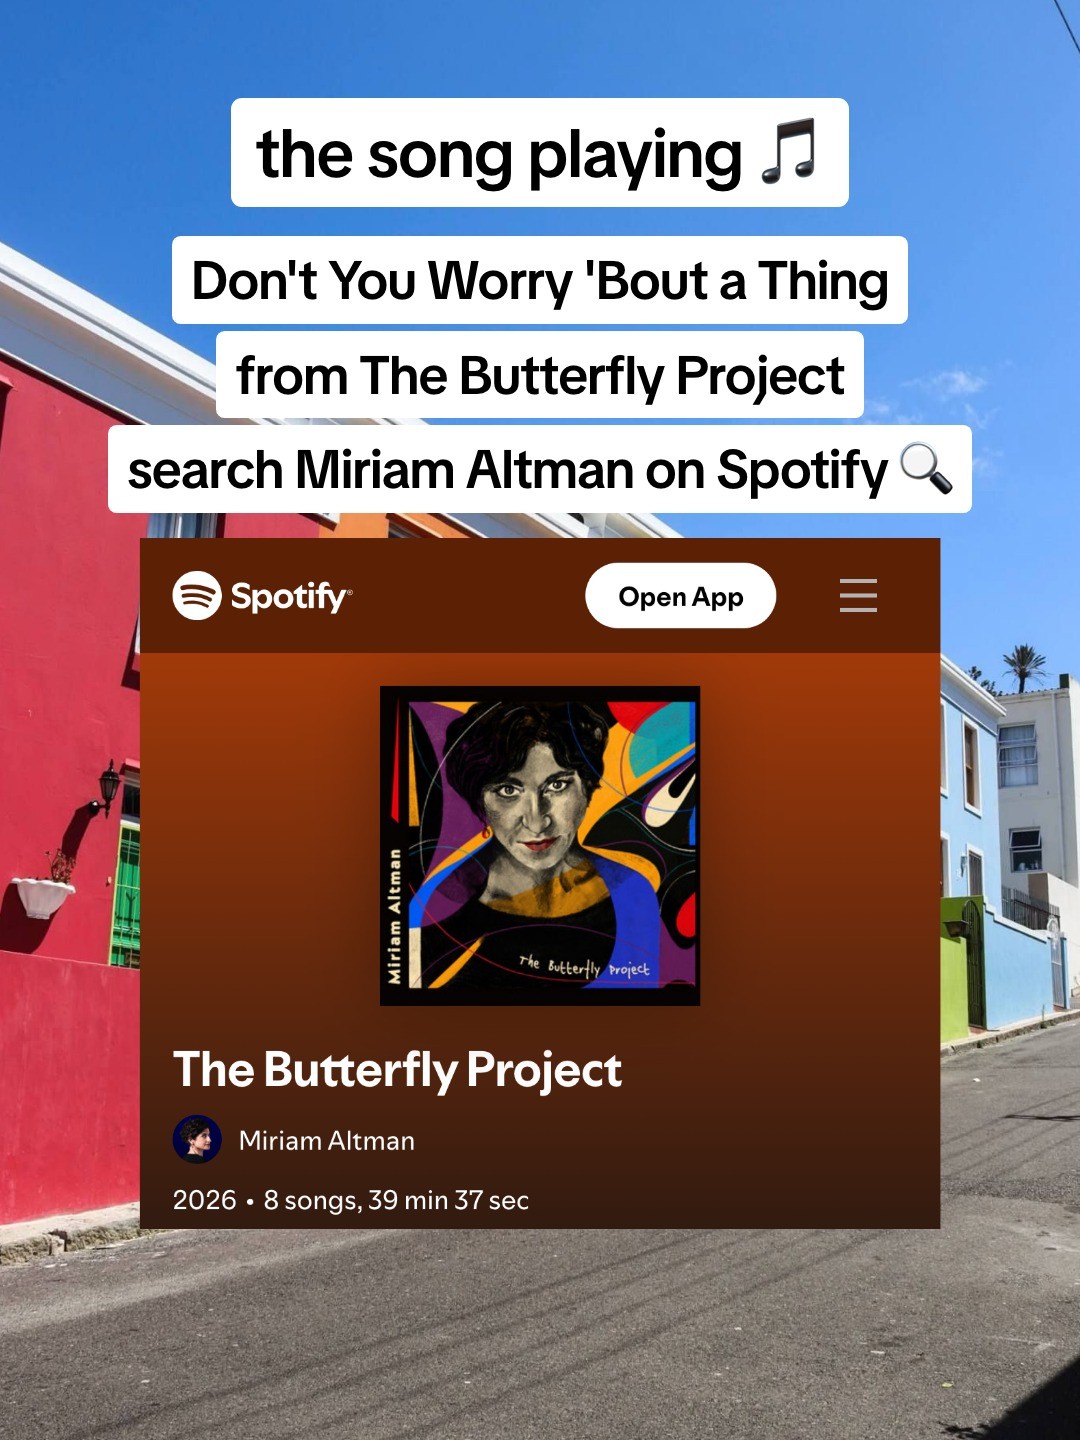 the song playing 🎵
Don't You Worry 'Bout a Thing
from The Butterfly Project
search Miriam Altman on Spotify 🔍
Spotify®
Open App
Miriam Altman
The Butterfly Project
The Butterfly Project
Miriam Altman
2026 • 8 songs, 39 min 37 sec